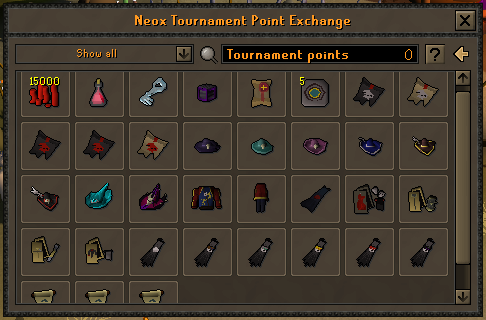 Neox Tournament Point Exchange
Show all
Tournament points 0 ?
15000
5